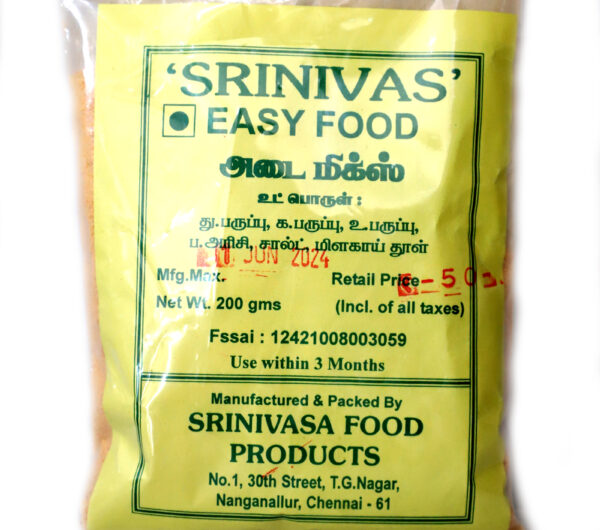 'SRINIVAS'
EASY FOOD
அடை மிக்ஸ்
உட் பொருள் :
து.பருப்பு, க.பருப்பு, உ.பருப்பு,
ப.அரிசி, சால்ட், மிளகாய் தூள்
JUN 2024
Mfg.Max. Retail Price - 50
Net Wt. 200 gms (Incl. of all taxes)
Fssai : 12421008003059
Use within 3 Months
Manufactured & Packed By
SRINIVASA FOOD
PRODUCTS
No.1, 30th Street, T.G.Nagar,
Nanganallur, Chennai - 61